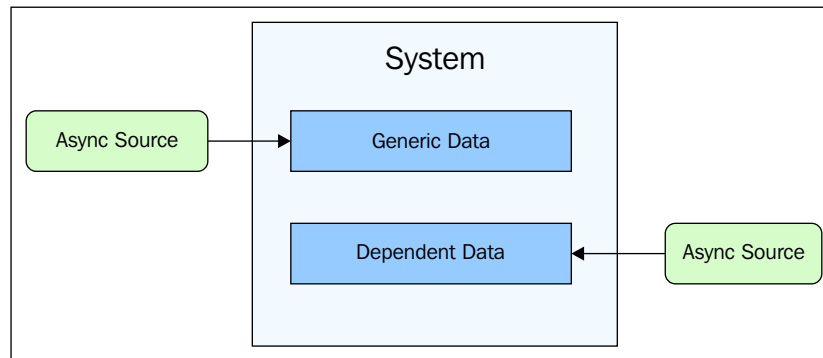 System
Async Source
Generic Data
Dependent Data
Async Source